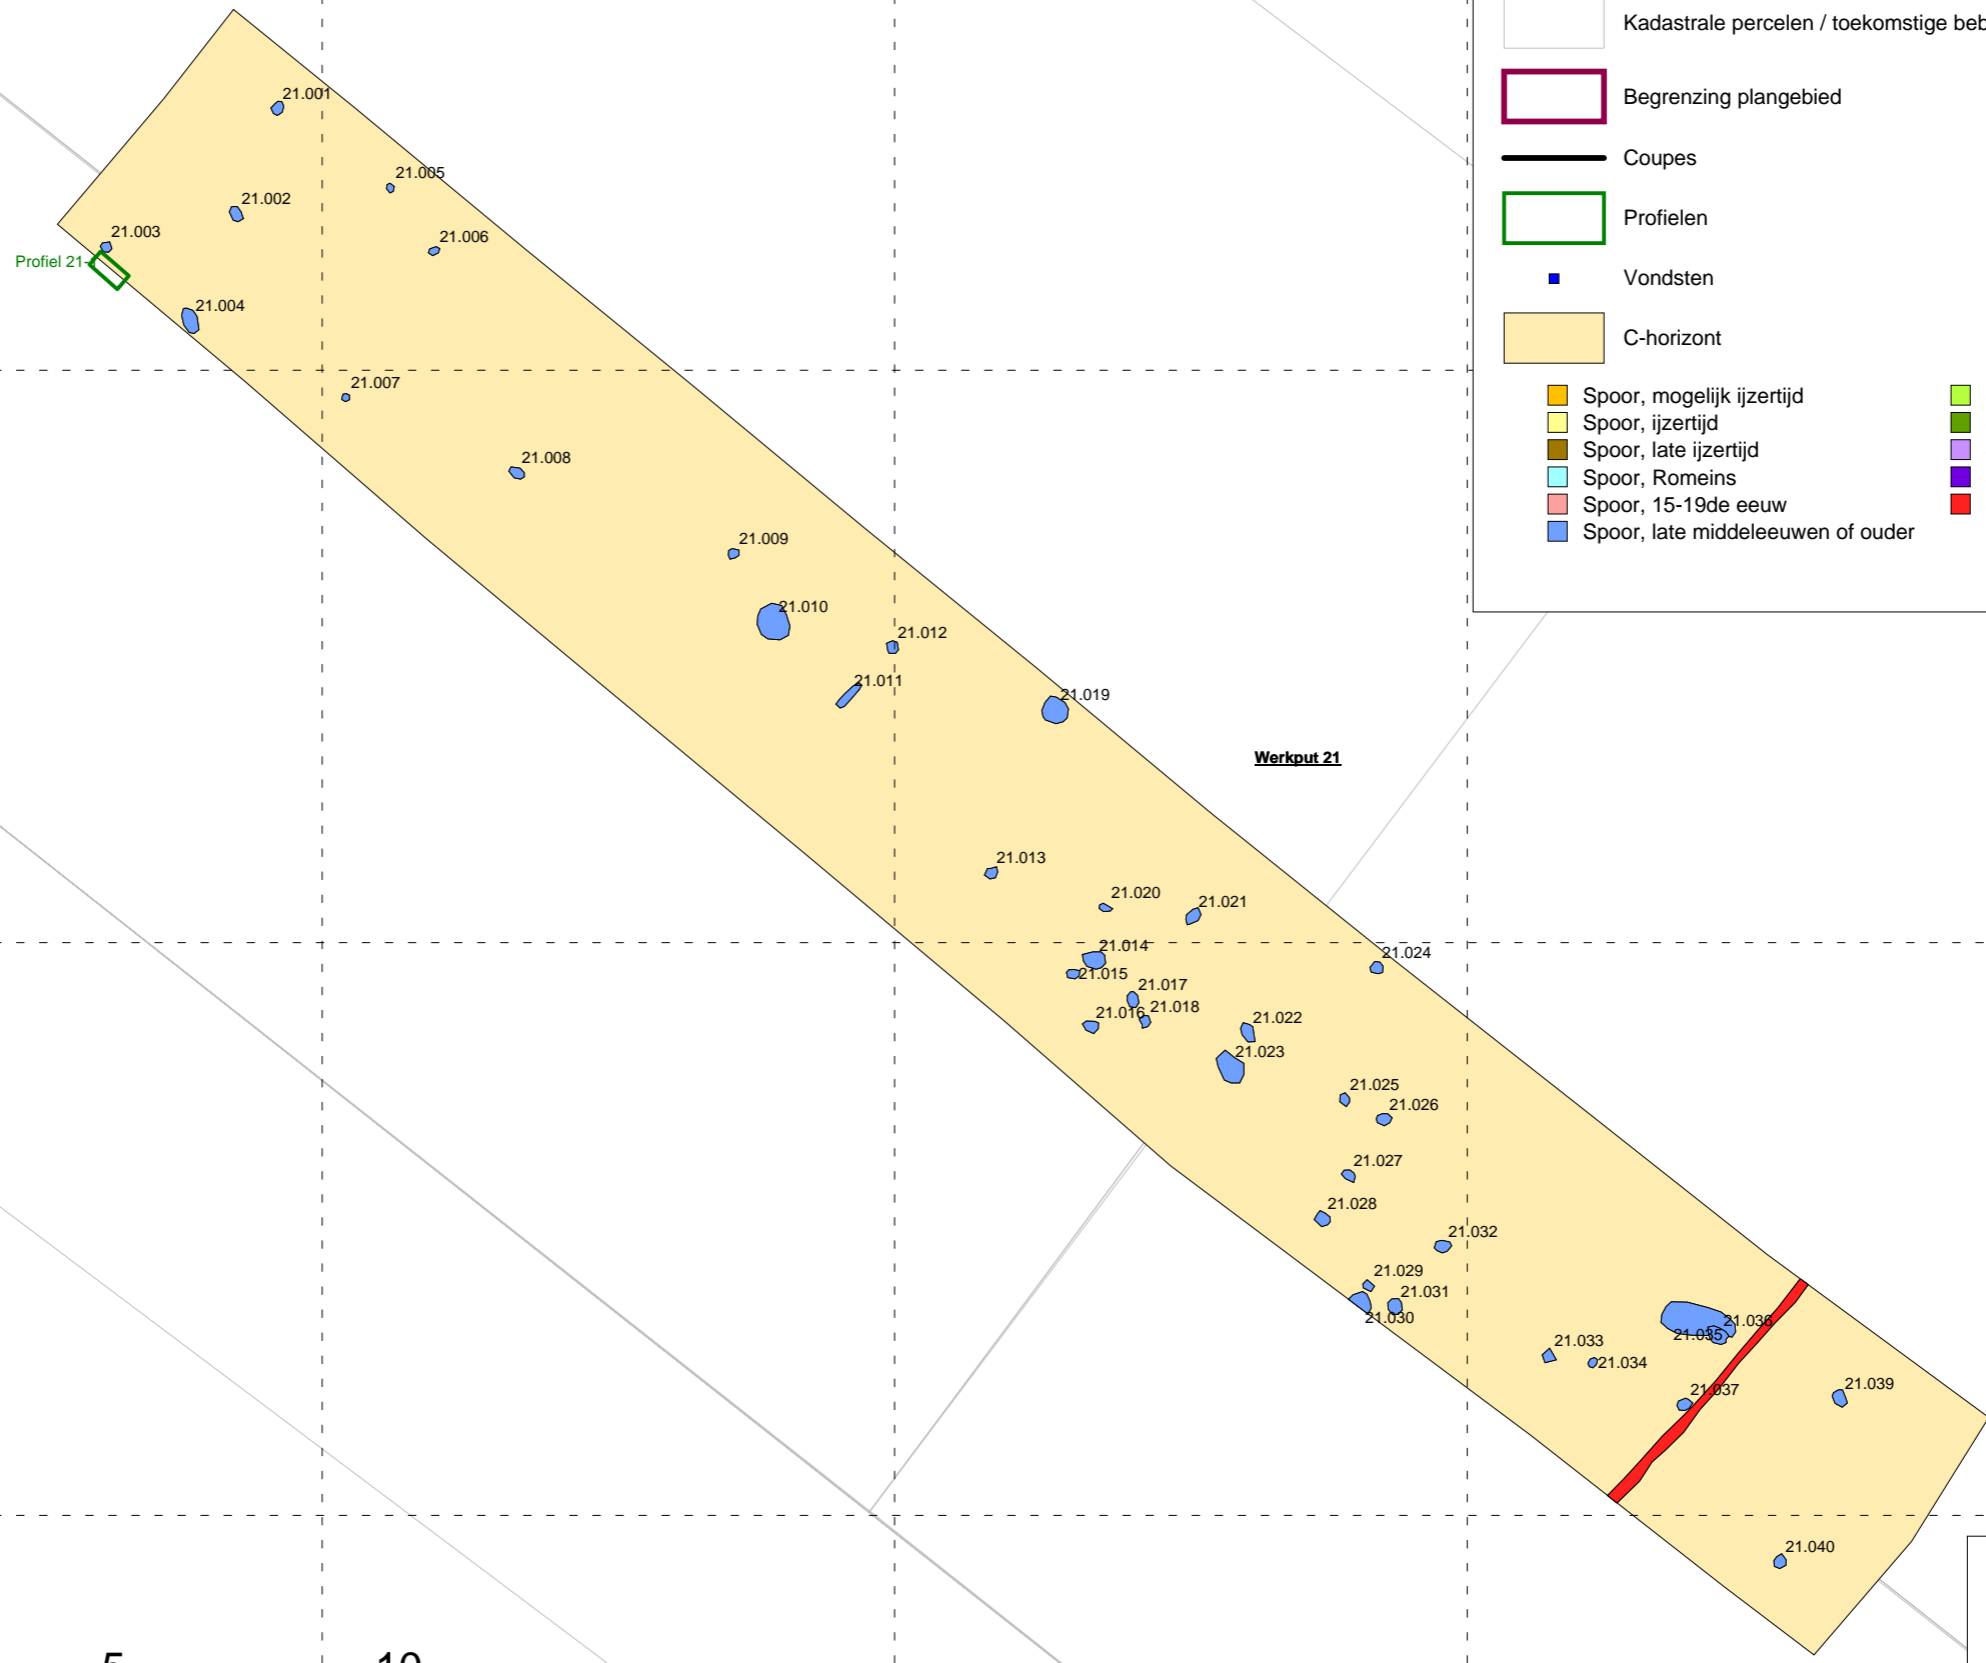 Kadastrale percelen / toekomstige beb
Begrenzing plangebied
Coupes
Profielen
Vondsten
C-horizont
Spoor, mogelijk ijzertijd
Spoor, ijzertijd
Spoor, late ijzertijd
Spoor, Romeins
Spoor, 15-19de eeuw
Spoor, late middeleeuwen of ouder
21.001
21.005
21.002
21.003
21.006
Profiel 21
21.004
21.007
21.008
21.009
21.010
21.012
21.011
21.019
Werkput 21
21.013
21.020
21.021
21.014
21.024
21.015
21.017
21.018
21.016
21.022
21.023
21.025
21.026
21.027
21.028
21.032
21.029
21.031
21.030
21.036
21.035
21.033
21.034
21.037
21.039
21.040
5
10